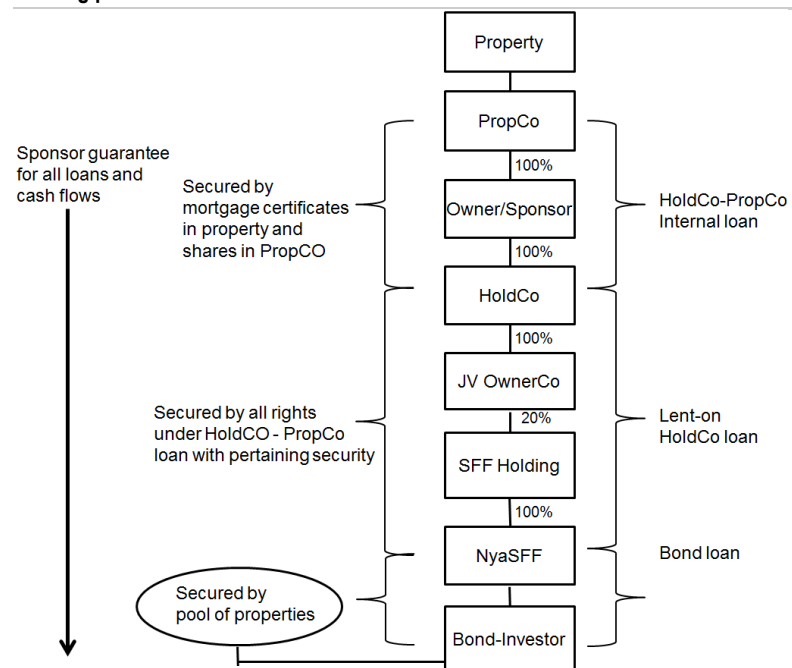 Property
PropCo
100%
Sponsor guarantee
for all loans and
cash flows
Secured by
mortgage certificates
in property and
shares in PropCO
Owner/Sponsor
HoldCo-PropCo
Internal loan
100%
HoldCo
100%
JV OwnerCo
20%
Secured by all rights
under HoldCO - PropCo
loan with pertaining security
Lent-on
HoldCo loan
SFF Holding
100%
NyaSFF
Bond loan
Secured by
pool of properties
Bond-Investor